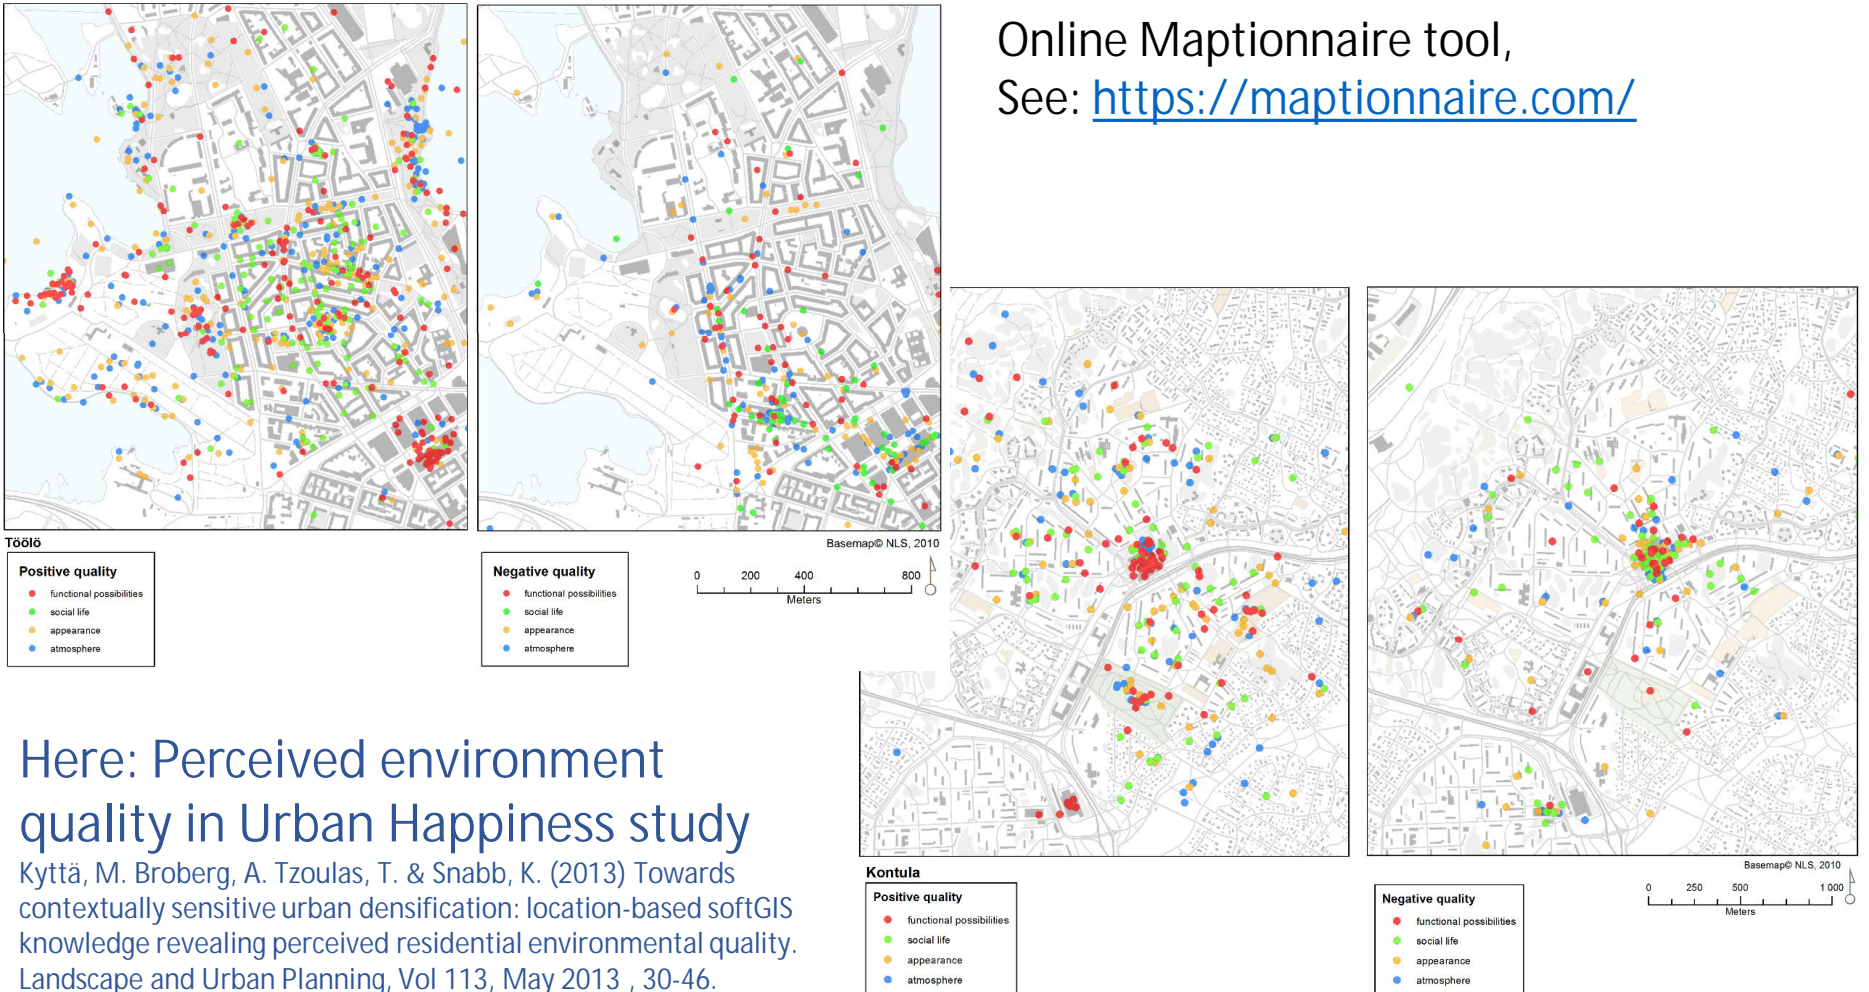 Online Maptionnaire tool,
See: https://maptionnaire.com/
Töölö
Positive quality
functional possibilities
social life
appearance
atmosphere
Negative quality
functional possibilities
social life
appearance
atmosphere
Basemap© NLS, 2010
0 200 400 800
Meters
Here: Perceived environment
quality in Urban Happiness study
Kyttä, M. Broberg, A. Tzoulas, T. & Snabb, K. (2013) Towards
contextually sensitive urban densification: location-based softGIS
knowledge revealing perceived residential environmental quality.
Landscape and Urban Planning, Vol 113, May 2013 , 30-46.
Kontula
Positive quality
functional possibilities
social life
appearance
atmosphere
Negative quality
functional possibilities
social life
appearance
atmosphere
Basemap© NLS, 2010
0 250 500 1 000
Meters